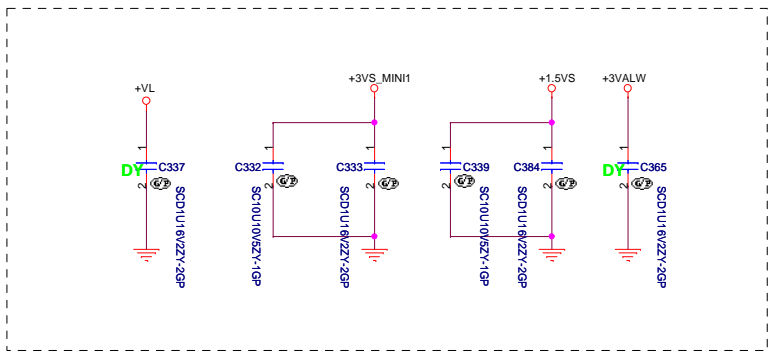 +VL
+3VS_MINI1
+1.5VS
+3VALW
1
DY
C337
2
G/P
SCD1U16V2ZY-2GP
1
C332
2
G/P
SC10U10V5ZY-1GP
1
C333
2
G/P
SCD1U16V2ZY-2GP
1
C339
2
G/P
SC10U10V5ZY-1GP
1
C384
2
G/P
SCD1U16V2ZY-2GP
1
DY
C365
2
G/P
SCD1U16V2ZY-2GP